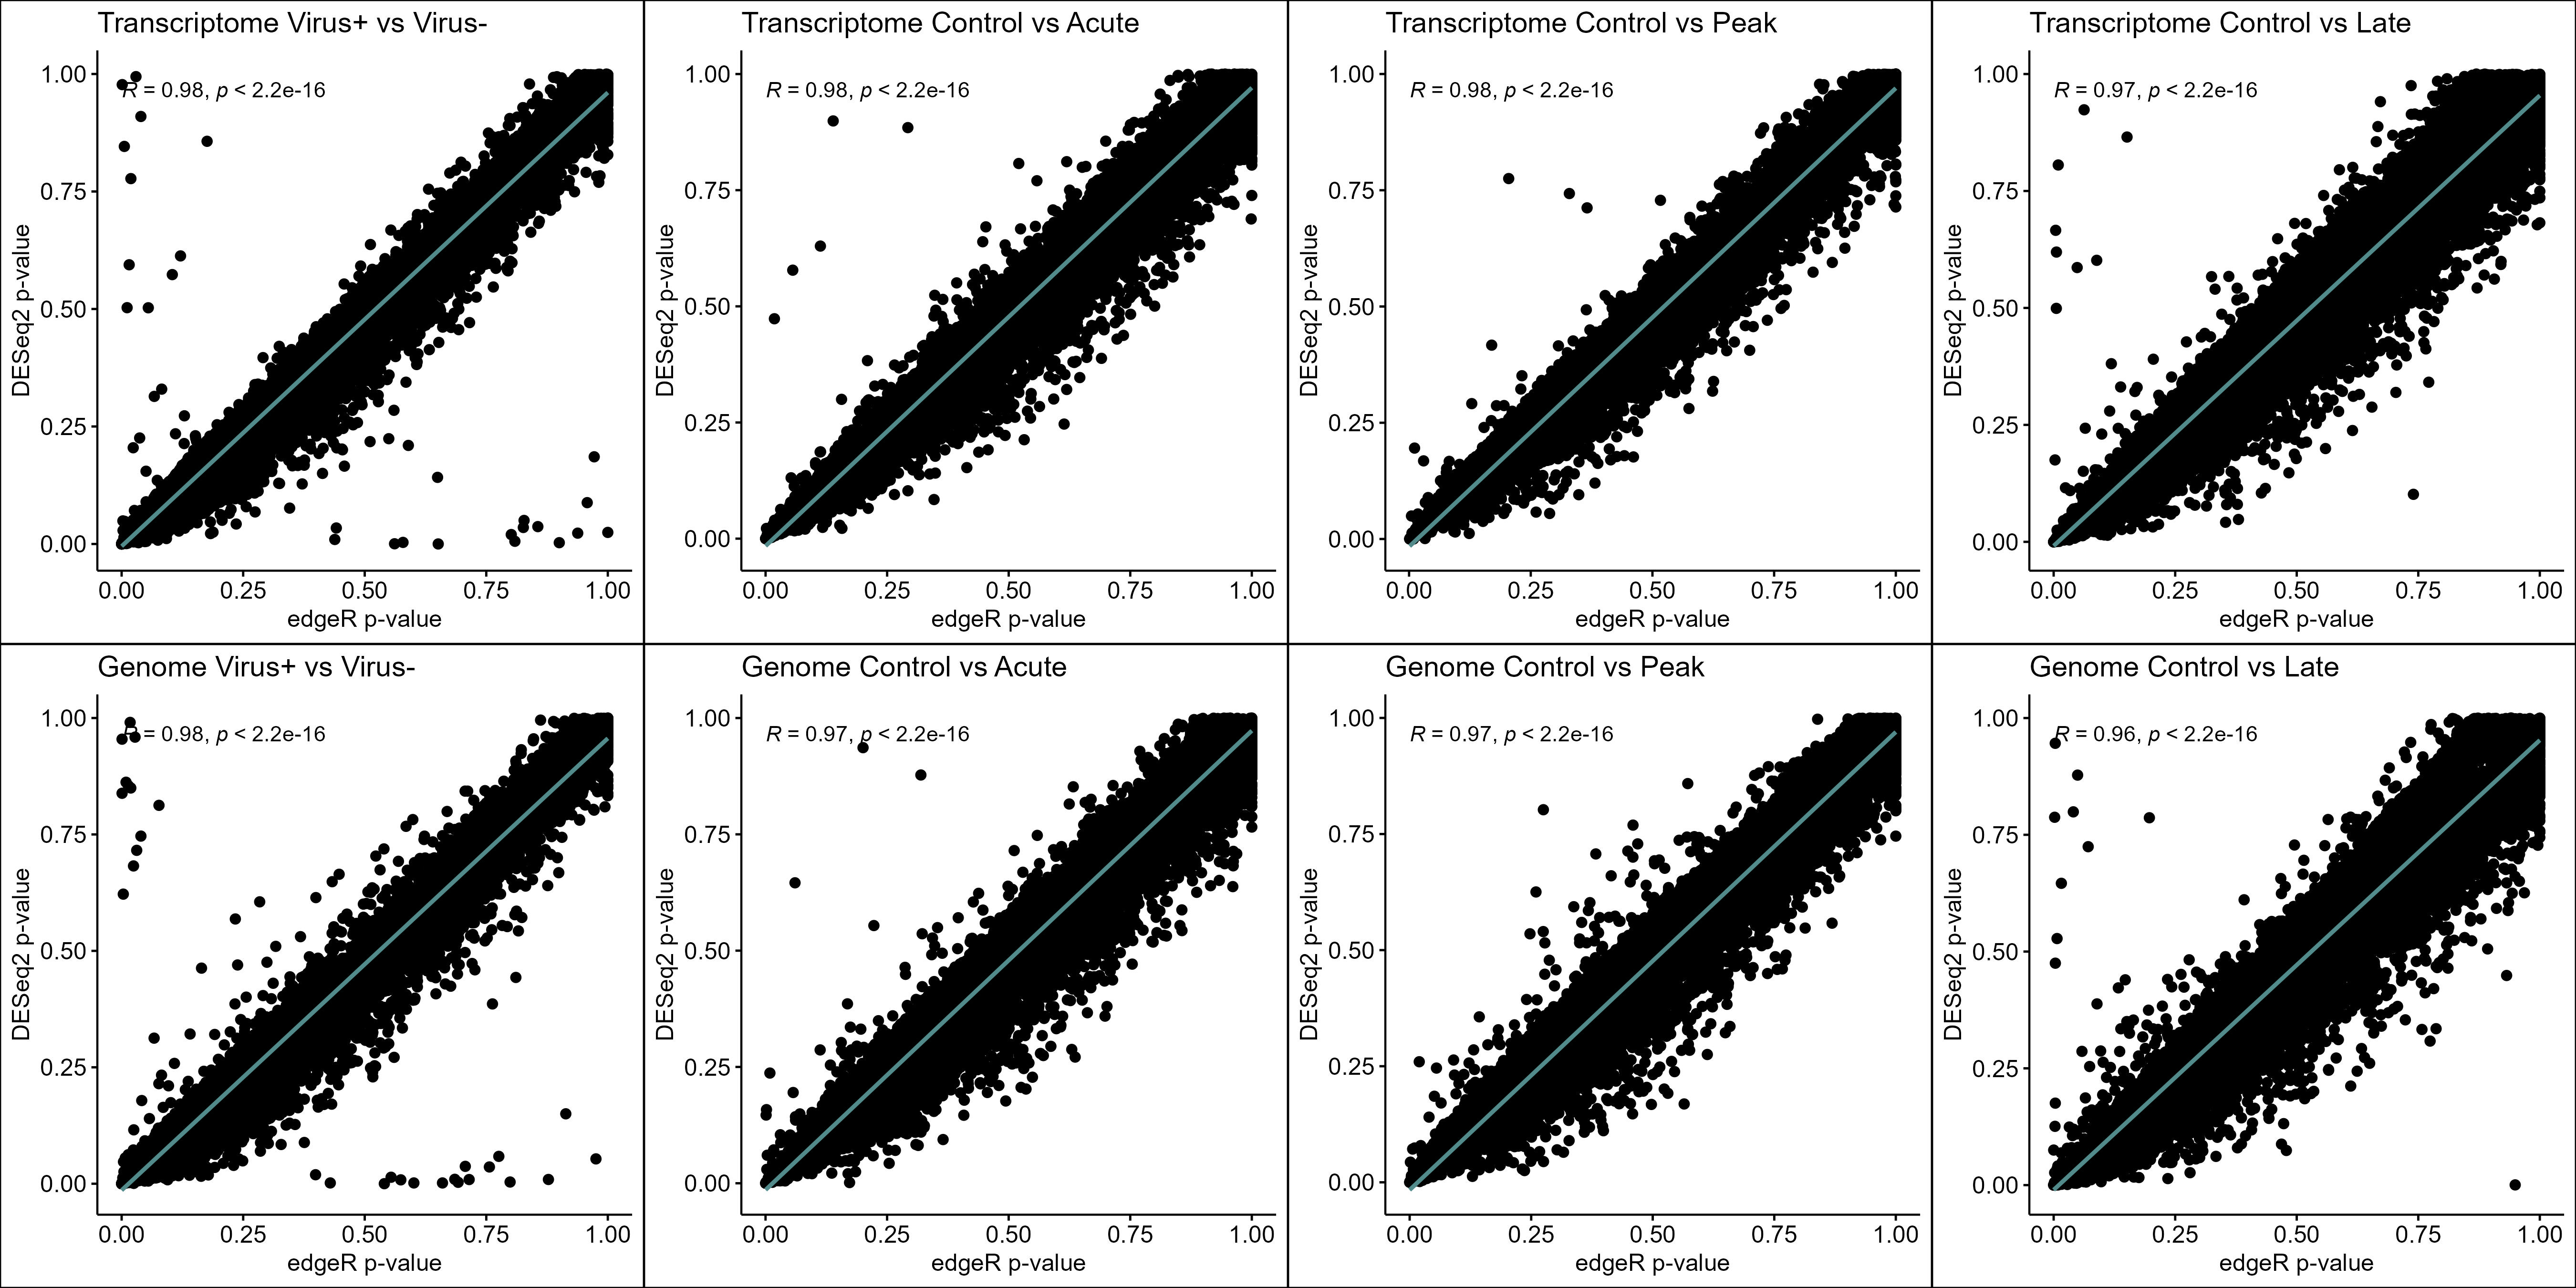 Transcriptome Virus+ vs Virus-
R = 0.98, p < 2.2e-16
1.00
0.75
0.50
0.25
0.00
DESeq2 p-value
0.00 0.25 0.50 0.75 1.00
edgeR p-value
Transcriptome Control vs Acute
R = 0.98, p < 2.2e-16
1.00
0.75
0.50
0.25
0.00
DESeq2 p-value
0.00 0.25 0.50 0.75 1.00
edgeR p-value
Transcriptome Control vs Peak
R = 0.98, p < 2.2e-16
1.00
0.75
0.50
0.25
0.00
DESeq2 p-value
0.00 0.25 0.50 0.75 1.00
edgeR p-value
Transcriptome Control vs Late
R = 0.97, p < 2.2e-16
1.00
0.75
0.50
0.25
0.00
DESeq2 p-value
0.00 0.25 0.50 0.75 1.00
edgeR p-value
Genome Virus+ vs Virus-
R = 0.98, p < 2.2e-16
1.00
0.75
0.50
0.25
0.00
DESeq2 p-value
0.00 0.25 0.50 0.75 1.00
edgeR p-value
Genome Control vs Acute
R = 0.97, p < 2.2e-16
1.00
0.75
0.50
0.25
0.00
DESeq2 p-value
0.00 0.25 0.50 0.75 1.00
edgeR p-value
Genome Control vs Peak
R = 0.97, p < 2.2e-16
1.00
0.75
0.50
0.25
0.00
DESeq2 p-value
0.00 0.25 0.50 0.75 1.00
edgeR p-value
Genome Control vs Late
R = 0.96, p < 2.2e-16
1.00
0.75
0.50
0.25
0.00
DESeq2 p-value
0.00 0.25 0.50 0.75 1.00
edgeR p-value